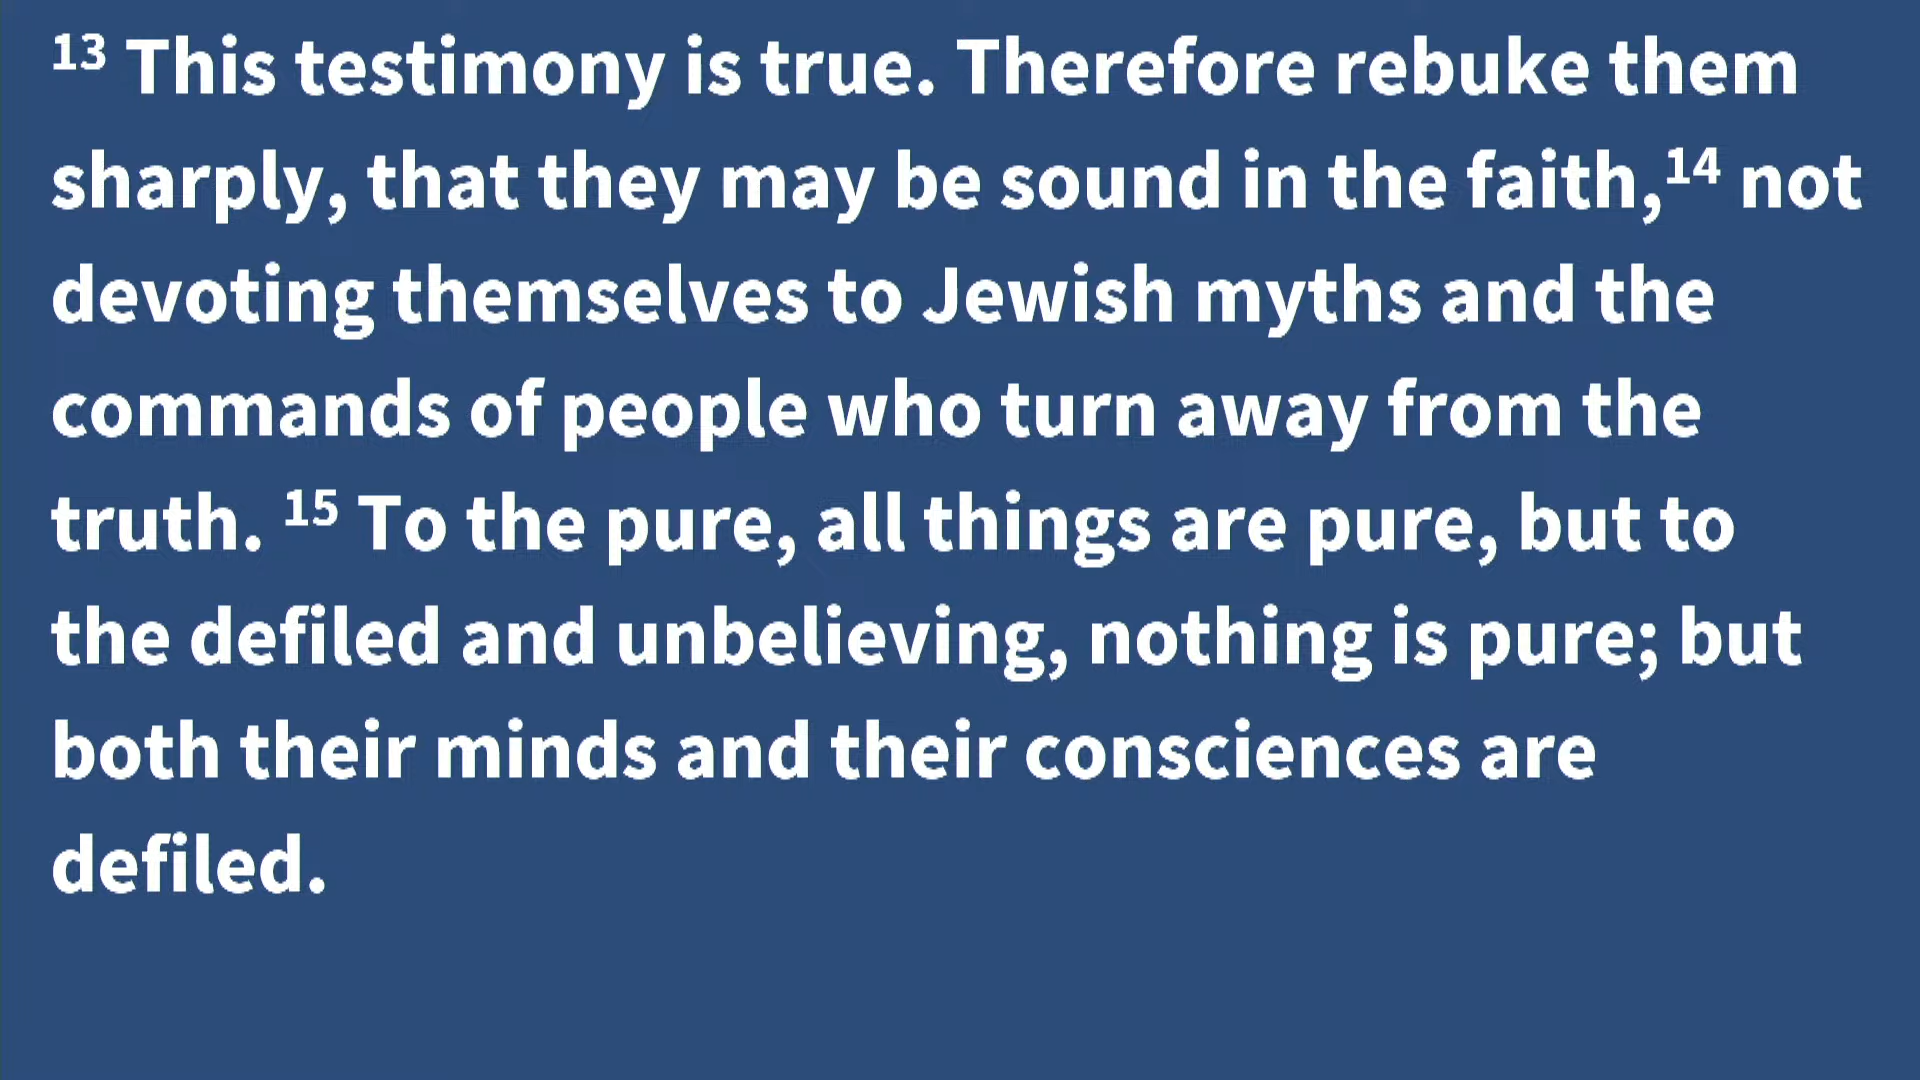 13 This testimony is true. Therefore rebuke them
sharply, that they may be sound in the faith,14 not
devoting themselves to Jewish myths and the
commands of people who turn away from the
truth. 15 To the pure, all things are pure, but to
the defiled and unbelieving, nothing is pure; but
both their minds and their consciences are
defiled.